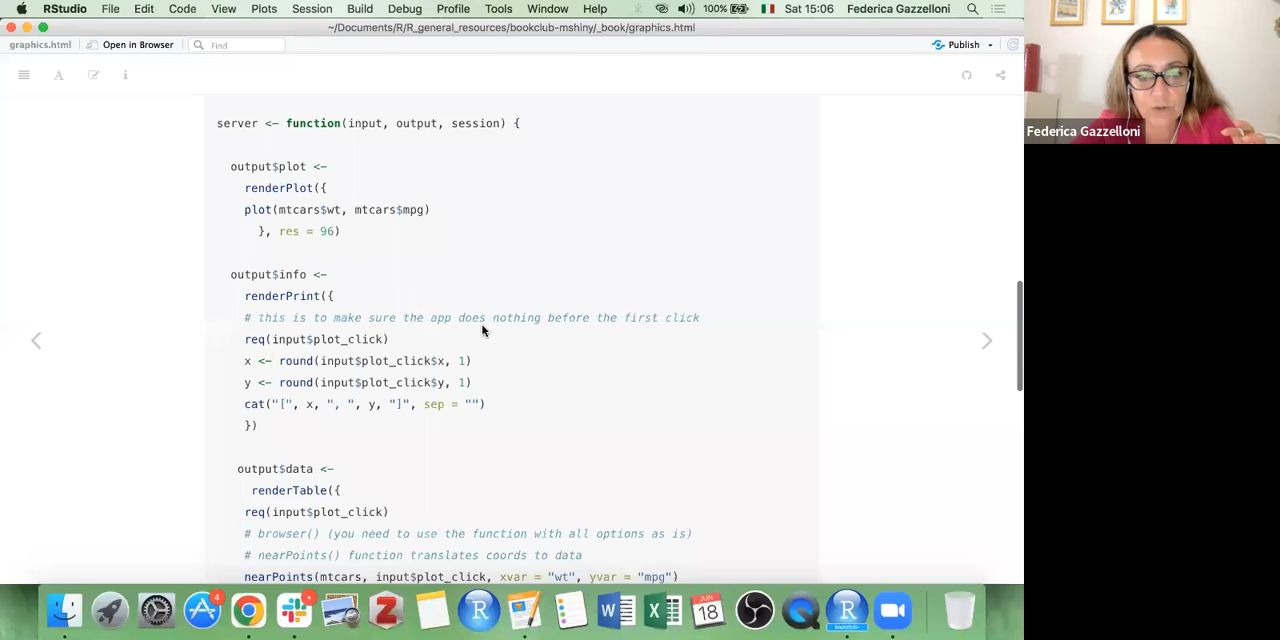 RStudio File Edit Code View Plots Session Build Debug Profile Tools Window Help 100% Sat 15:06 Federica Gazzelloni
~/Documents/R/R_general_resources/bookclub-mshiny/_book/graphics.html
graphics.html Open in Browser Find Publish
A i
server <- function(input, output, session) {
output$plot <-
renderPlot({
plot(mtcars$wt, mtcars$mpg)
}, res = 96)
output$info <-
renderPrint({
# this is to make sure the app does nothing before the first click
req(input$plot_click)
x <- round(input$plot_click$x, 1)
y <- round(input$plot_click$y, 1)
cat("[", x, ", ", y, "]", sep = "")
})
output$data <-
renderTable({
req(input$plot_click)
# browser() (you need to use the function with all options as is)
# nearPoints() function translates coords to data
nearPoints(mtcars, input$plot_click, xvar = "wt", yvar = "mpg")
Federica Gazzelloni
4
Z
R
W
X
JUN
18
R